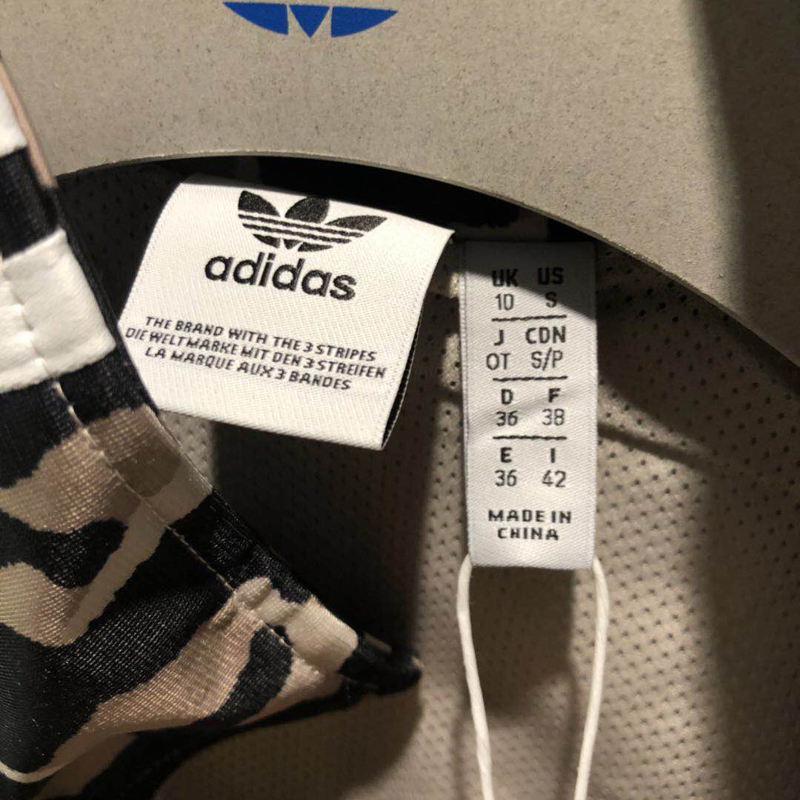 adidas
THE BRAND WITH THE 3 STRIPES
DIE WELTMARKE MIT DEN 3 STREIFEN
LA MARQUE AUX 3 BANDES
UK US
10 S
J CDN
OT S/P
D F
36 38
E I
36 42
MADE IN
CHINA